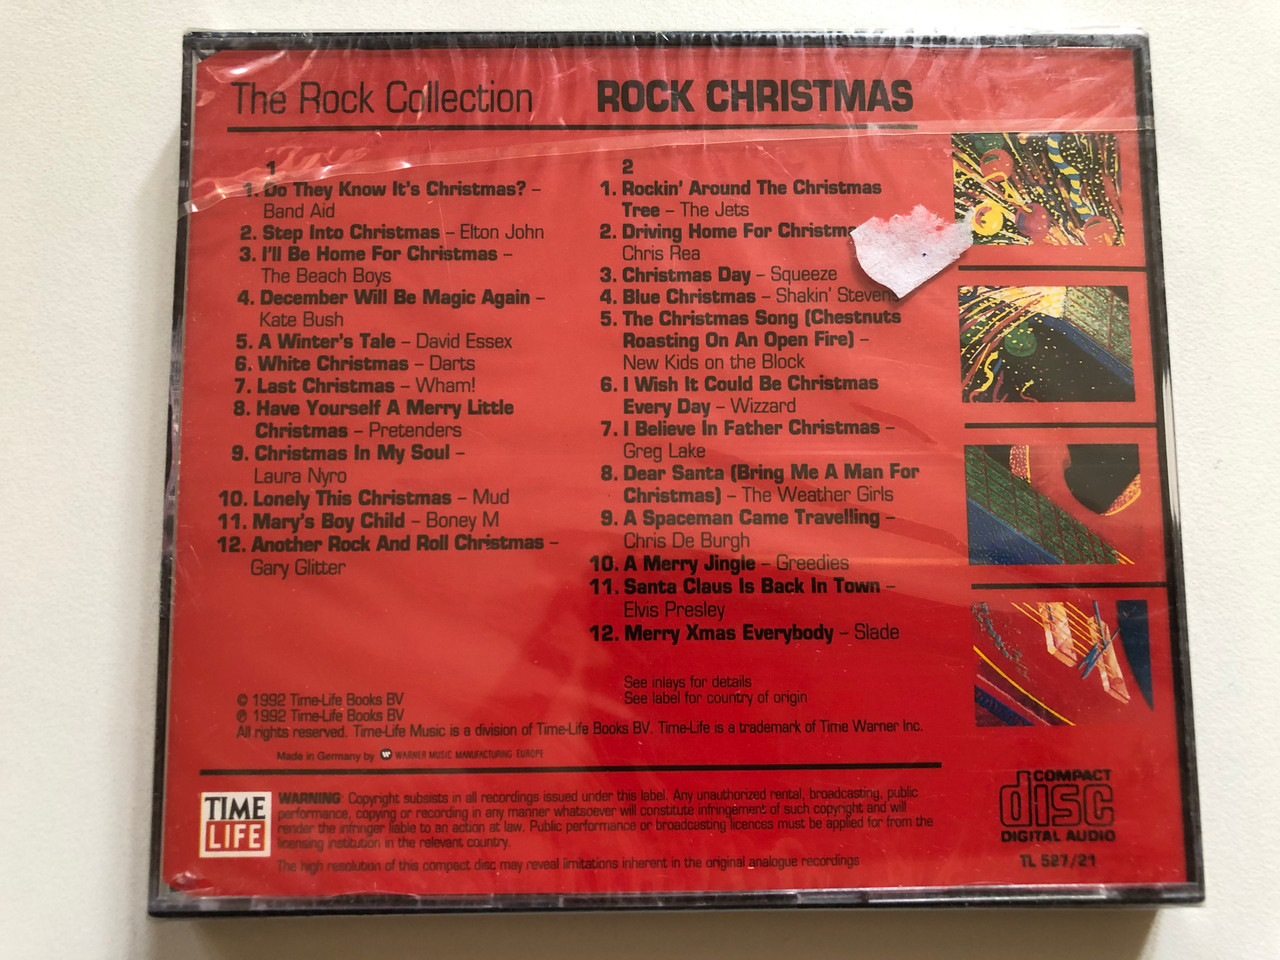 The Rock Collection ROCK CHRISTMAS
1
1. Do They Know It's Christmas? –
Band Aid
2. Step Into Christmas – Elton John
3. I'll Be Home For Christmas –
The Beach Boys
4. December Will Be Magic Again –
Kate Bush
5. A Winter's Tale – David Essex
6. White Christmas – Darts
7. Last Christmas – Wham!
8. Have Yourself A Merry Little
Christmas – Pretenders
9. Christmas In My Soul –
Laura Nyro
10. Lonely This Christmas – Mud
11. Mary's Boy Child – Boney M
12. Another Rock And Roll Christmas –
Gary Glitter
2
1. Rockin' Around The Christmas
Tree – The Jets
2. Driving Home For
Chris Rea
3. Christmas Day – Squeeze
4. Blue Christmas – Shakin' Stevens
5. The Christmas Song (Chestnuts
Roasting On An Open Fire) –
New Kids on the Block
6. I Wish It Could Be Christmas
Every Day – Wizzard
7. I Believe In Father Christmas –
Greg Lake
8. Dear Santa (Bring Me A Man For
Christmas) – The Weather Girls
9. A Spaceman Came Travelling –
Chris De Burgh
10. A Merry Jingle – Greedies
11. Santa Claus Is Back In Town –
Elvis Presley
12. Merry Xmas Everybody – Slade
See inlays for details
See label for country of origin
© 1992 Time-Life Books BV
℗ 1992 Time-Life Books BV
All rights reserved. Time-Life Music is a division of Time-Life Books BV. Time-Life is a trademark of Time Warner Inc.
Made in Germany by WARNER MUSIC MANUFACTURING EUROPE
TIME
LIFE
WARNING: Copyright subsists in all recordings issued under this label. Any unauthorized rental, broadcasting, public
performance, copying or recording in any manner whatsoever will constitute infringement of such copyright and will
render the infringer liable to an action at law. Public performance or broadcasting licences must be applied for from the
licensing institution in the relevant country.
The high resolution of this compact disc may reveal limitations inherent in the original analogue recordings
COMPACT
disc
DIGITAL AUDIO
TL 527/21